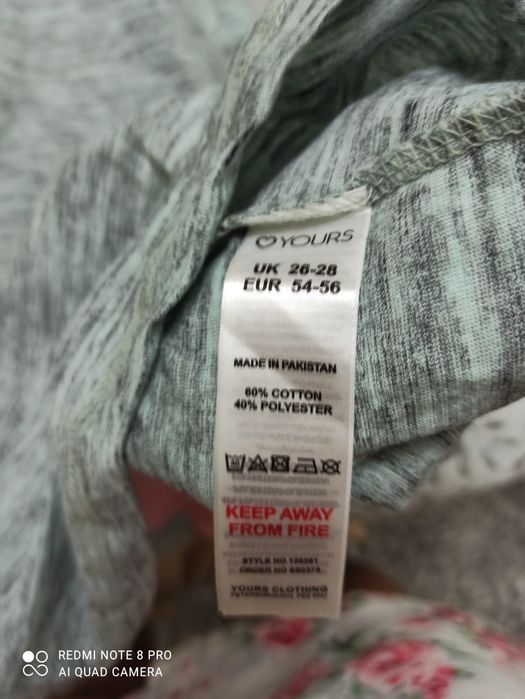 YOURS
UK 26-28
EUR 54-56
MADE IN PAKISTAN
60% COTTON
40% POLYESTER
KEEP AWAY
FROM FIRE
STYLE NO
ORDER NO
YOURS CLOTHING
PETERBOROUGH,
REDMI NOTE 8 PRO
AI QUAD CAMERA